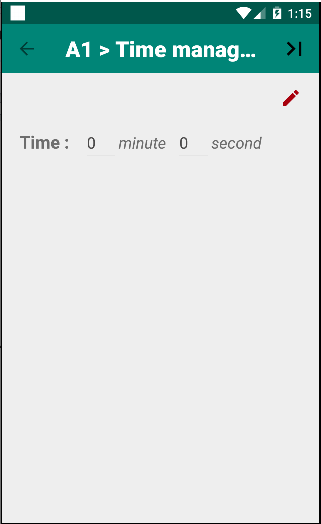 1:15
A1 > Time manag...
Time : 0 minute 0 second